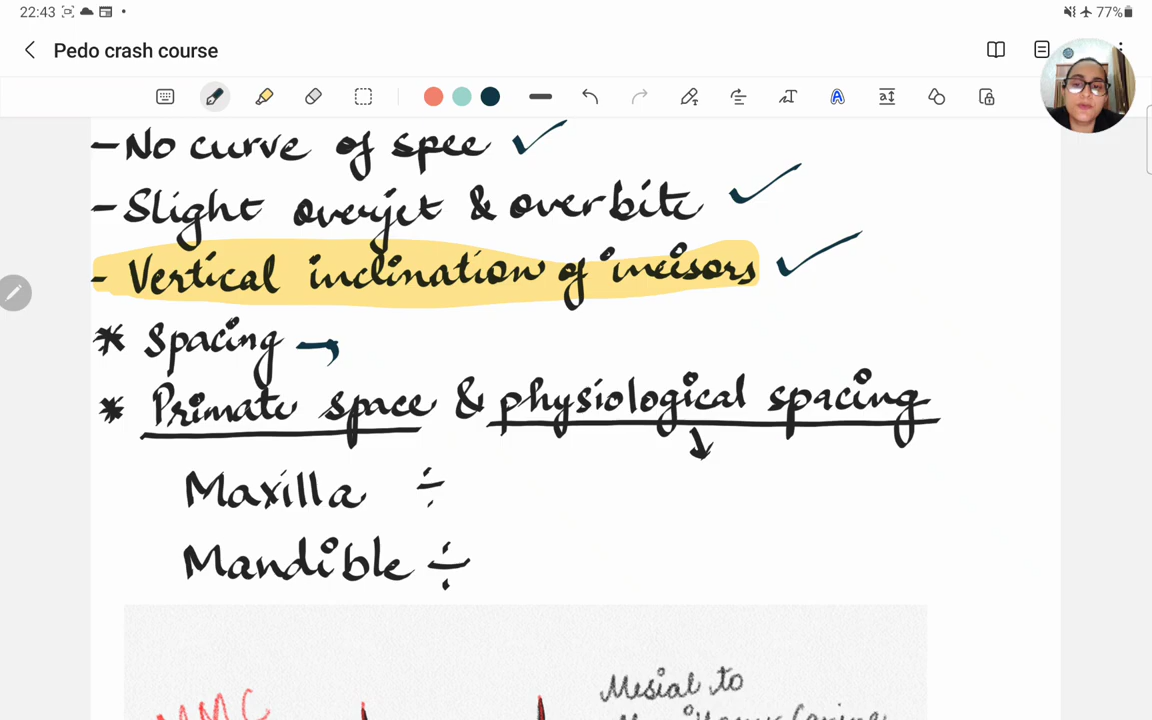 22:43
77%
Pedo crash course
- No curve of spee ✓
- Slight overjet & overbite ✓
- Vertical inclination of incisors ✓
* Spacing →
* Primate space & physiological spacing
↓
Maxilla ÷
Mandible ÷
MMC
Mesial to